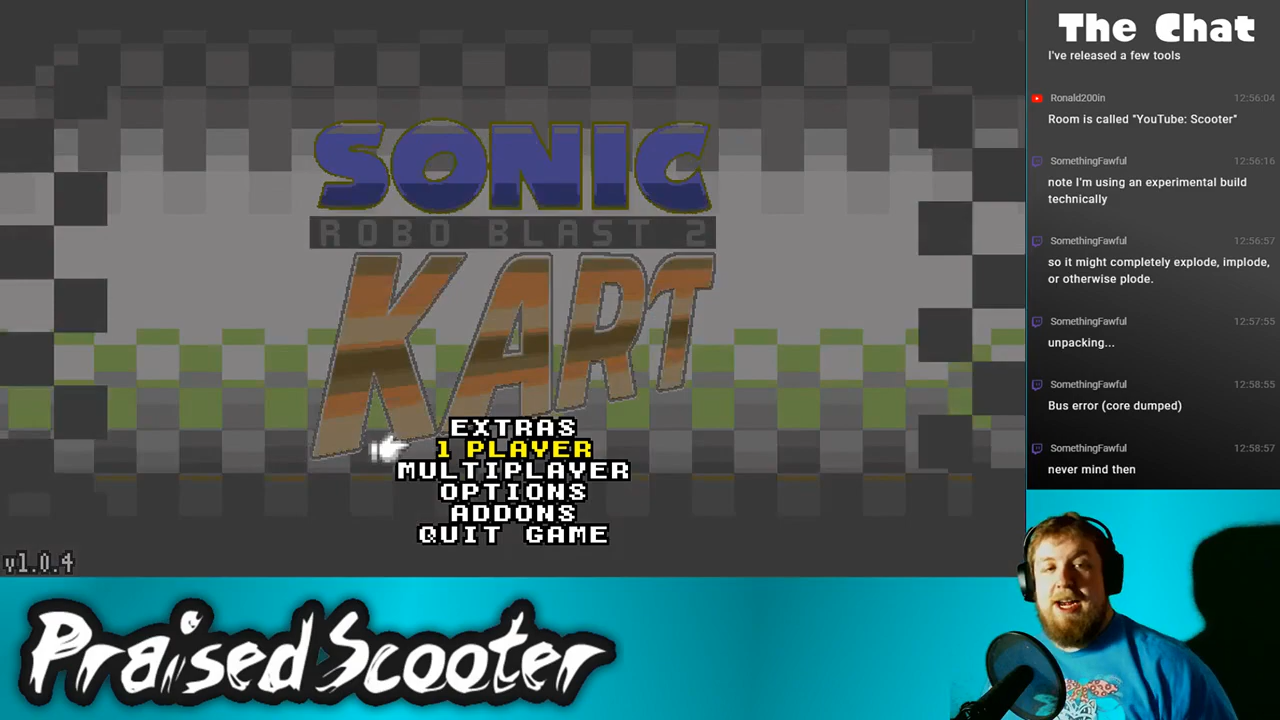 SONIC
ROBO BLAST 2
KART
EXTRAS
1 PLAYER
MULTIPLAYER
OPTIONS
ADDONS
QUIT GAME
v1.0.4
PraisedScooter
The Chat
I've released a few tools
Ronald200in 12:56:04
Room is called "YouTube: Scooter"
SomethingFawful 12:56:16
note I'm using an experimental build
technically
SomethingFawful 12:56:57
so it might completely explode, implode,
or otherwise plode.
SomethingFawful 12:57:55
unpacking...
SomethingFawful 12:58:55
Bus error (core dumped)
SomethingFawful 12:58:57
never mind then